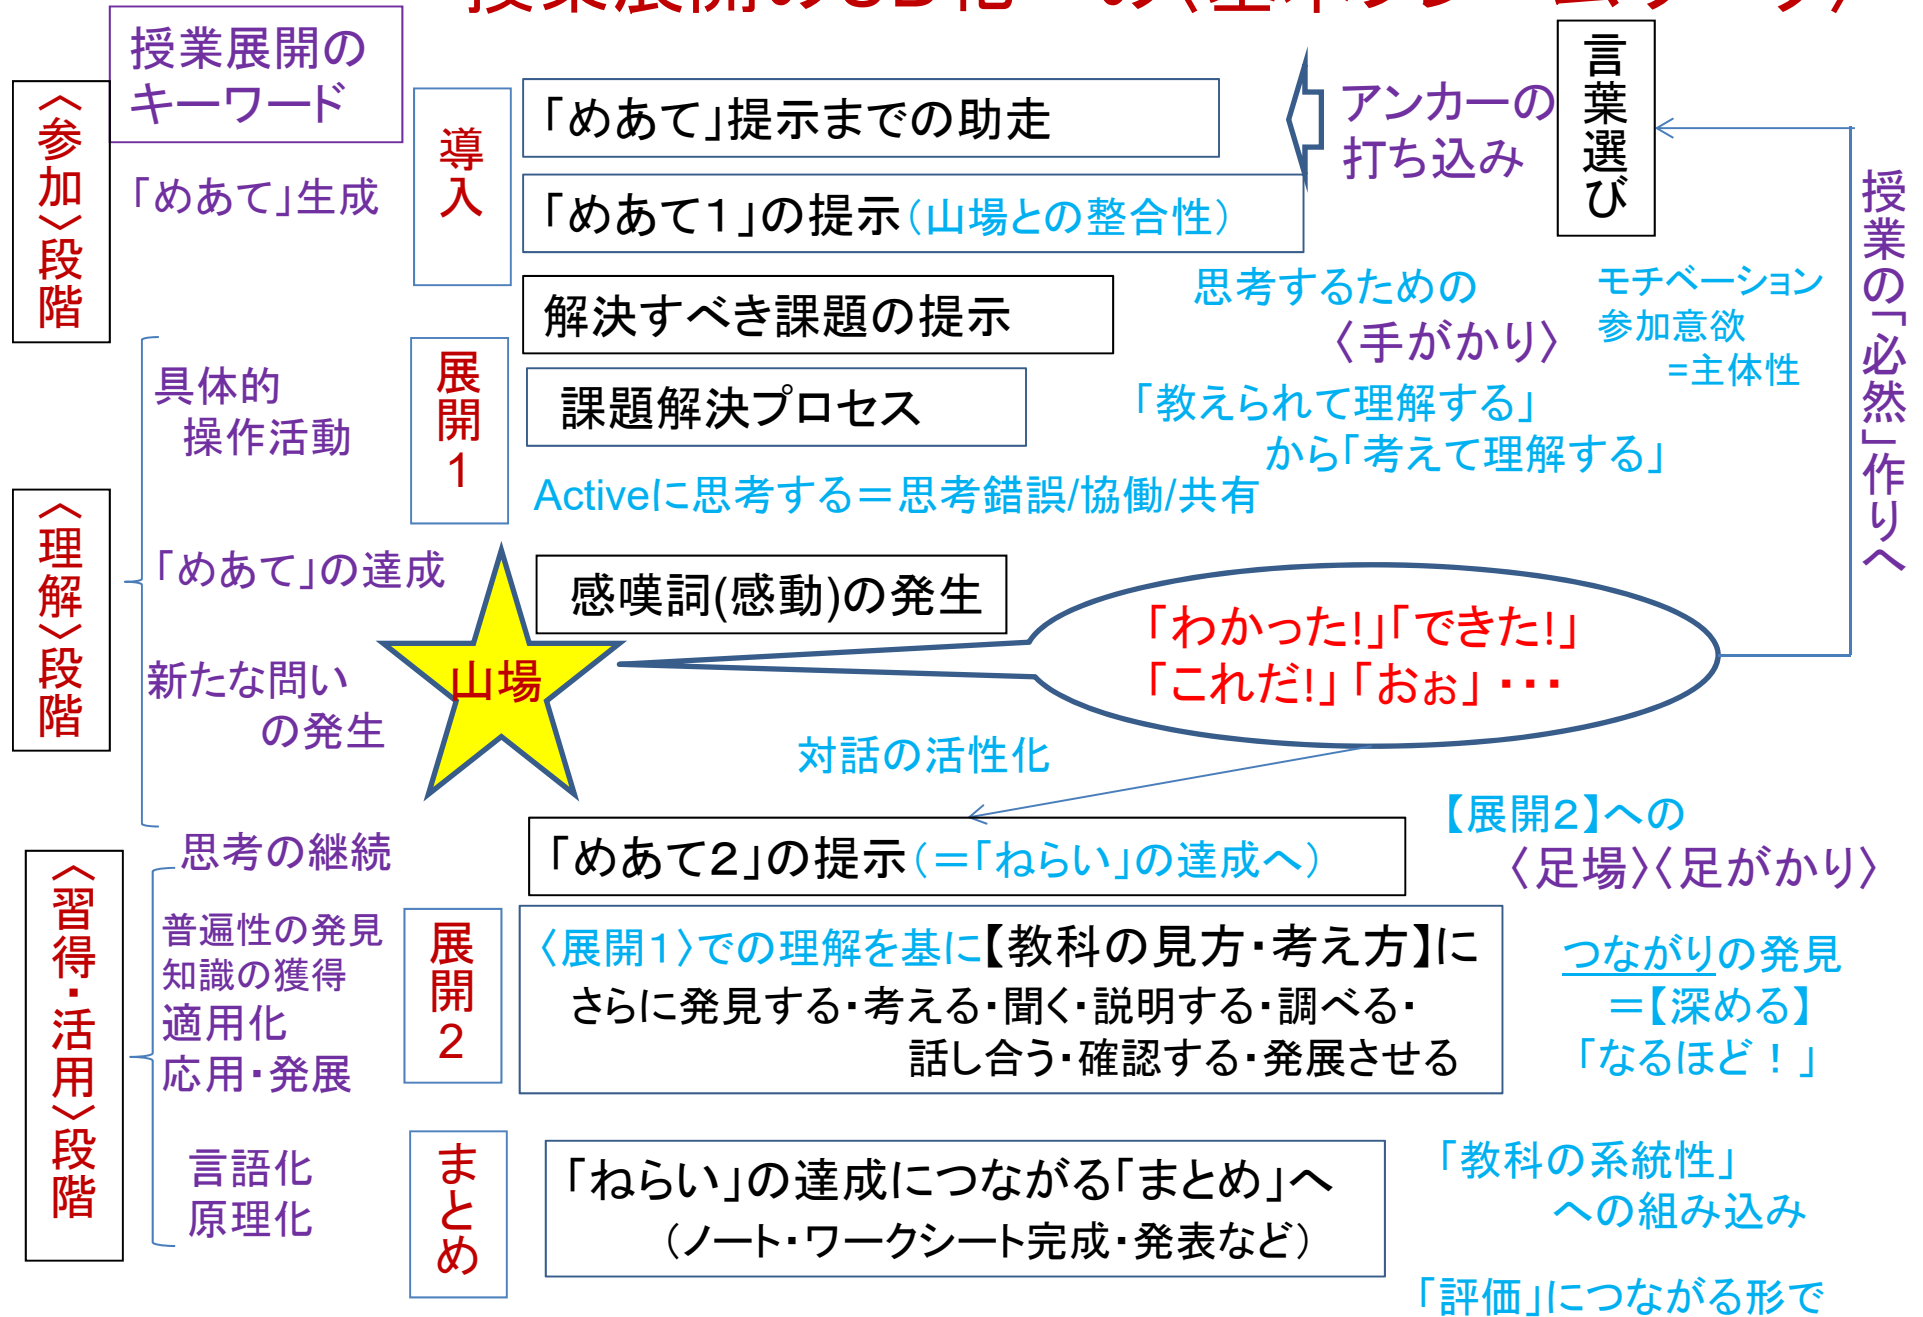 授業展開のUD化への〈基本フレームワーク〉
授業展開の
キーワード
〈参加〉段階
「めあて」生成
導入
「めあて」提示までの助走
アンカーの
打ち込み
言葉選び
「めあて１」の提示（山場との整合性）
授業の「必然」作りへ
解決すべき課題の提示
思考するための
〈手がかり〉
モチベーション
参加意欲
=主体性
具体的
操作活動
展開1
課題解決プロセス
「教えられて理解する」
から「考えて理解する」
Activeに思考する＝思考錯誤/協働/共有
〈理解〉段階
「めあて」の達成
感嘆詞(感動)の発生
山場
「わかった!」「できた!」
「これだ!」「おぉ」・・・
新たな問い
の発生
対話の活性化
思考の継続
「めあて２」の提示（＝「ねらい」の達成へ）
【展開２】への
〈足場〉〈足がかり〉
〈習得・活用〉段階
普遍性の発見
知識の獲得
適用化
応用・発展
展開2
〈展開１〉での理解を基に【教科の見方・考え方】に
さらに発見する・考える・聞く・説明する・調べる・
話し合う・確認する・発展させる
つながりの発見
＝【深める】
「なるほど！」
言語化
原理化
まとめ
「ねらい」の達成につながる「まとめ」へ
（ノート・ワークシート完成・発表など）
「教科の系統性」
への組み込み
「評価」につながる形で